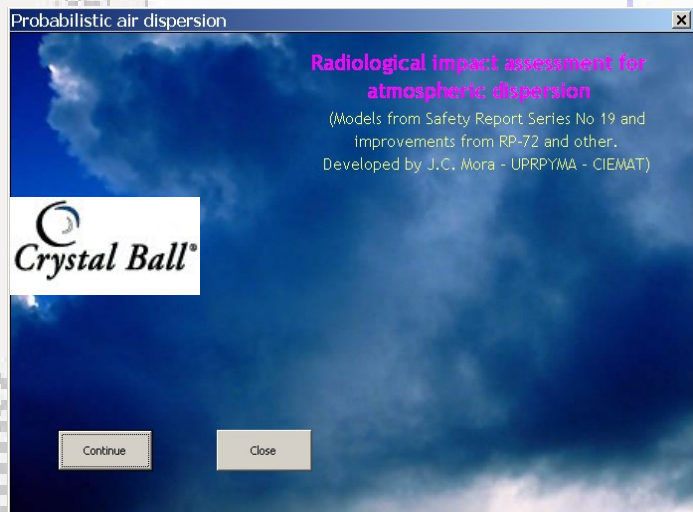 Probabilistic air dispersion
Radiological impact assessment for
atmospheric dispersion
(Models from Safety Report Series No 19 and
improvements from RP-72 and other.
Developed by J.C. Mora - UPRPYMA - CIEMAT)
Crystal Ball®
Continue
Close